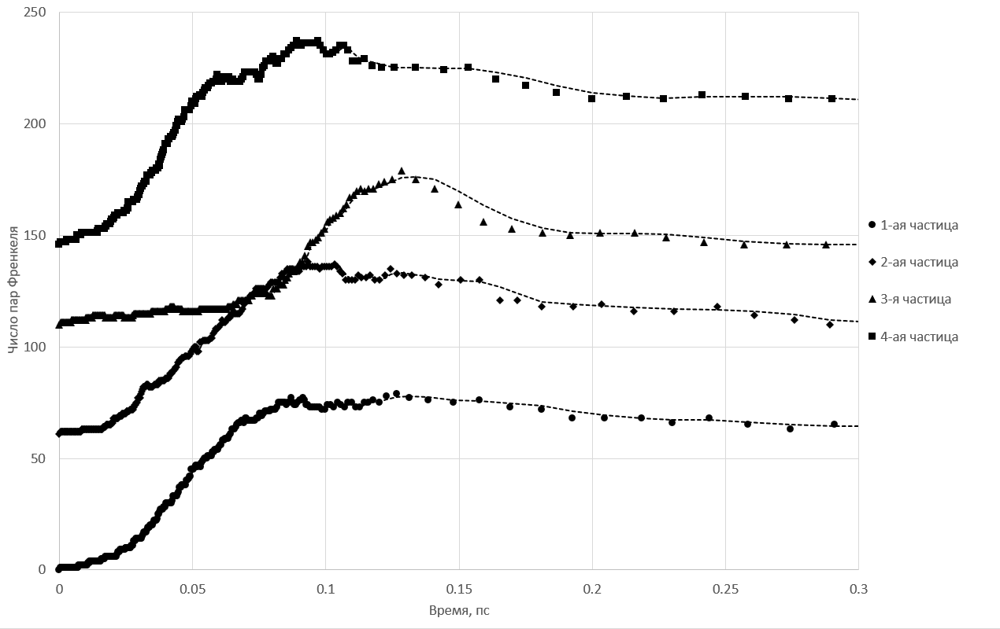 250
200
150
100
50
0
Число пар Френкеля
0
0.05
0.1
0.15
0.2
0.25
0.3
Время, пс
1-ая частица
2-ая частица
3-я частица
4-ая частица